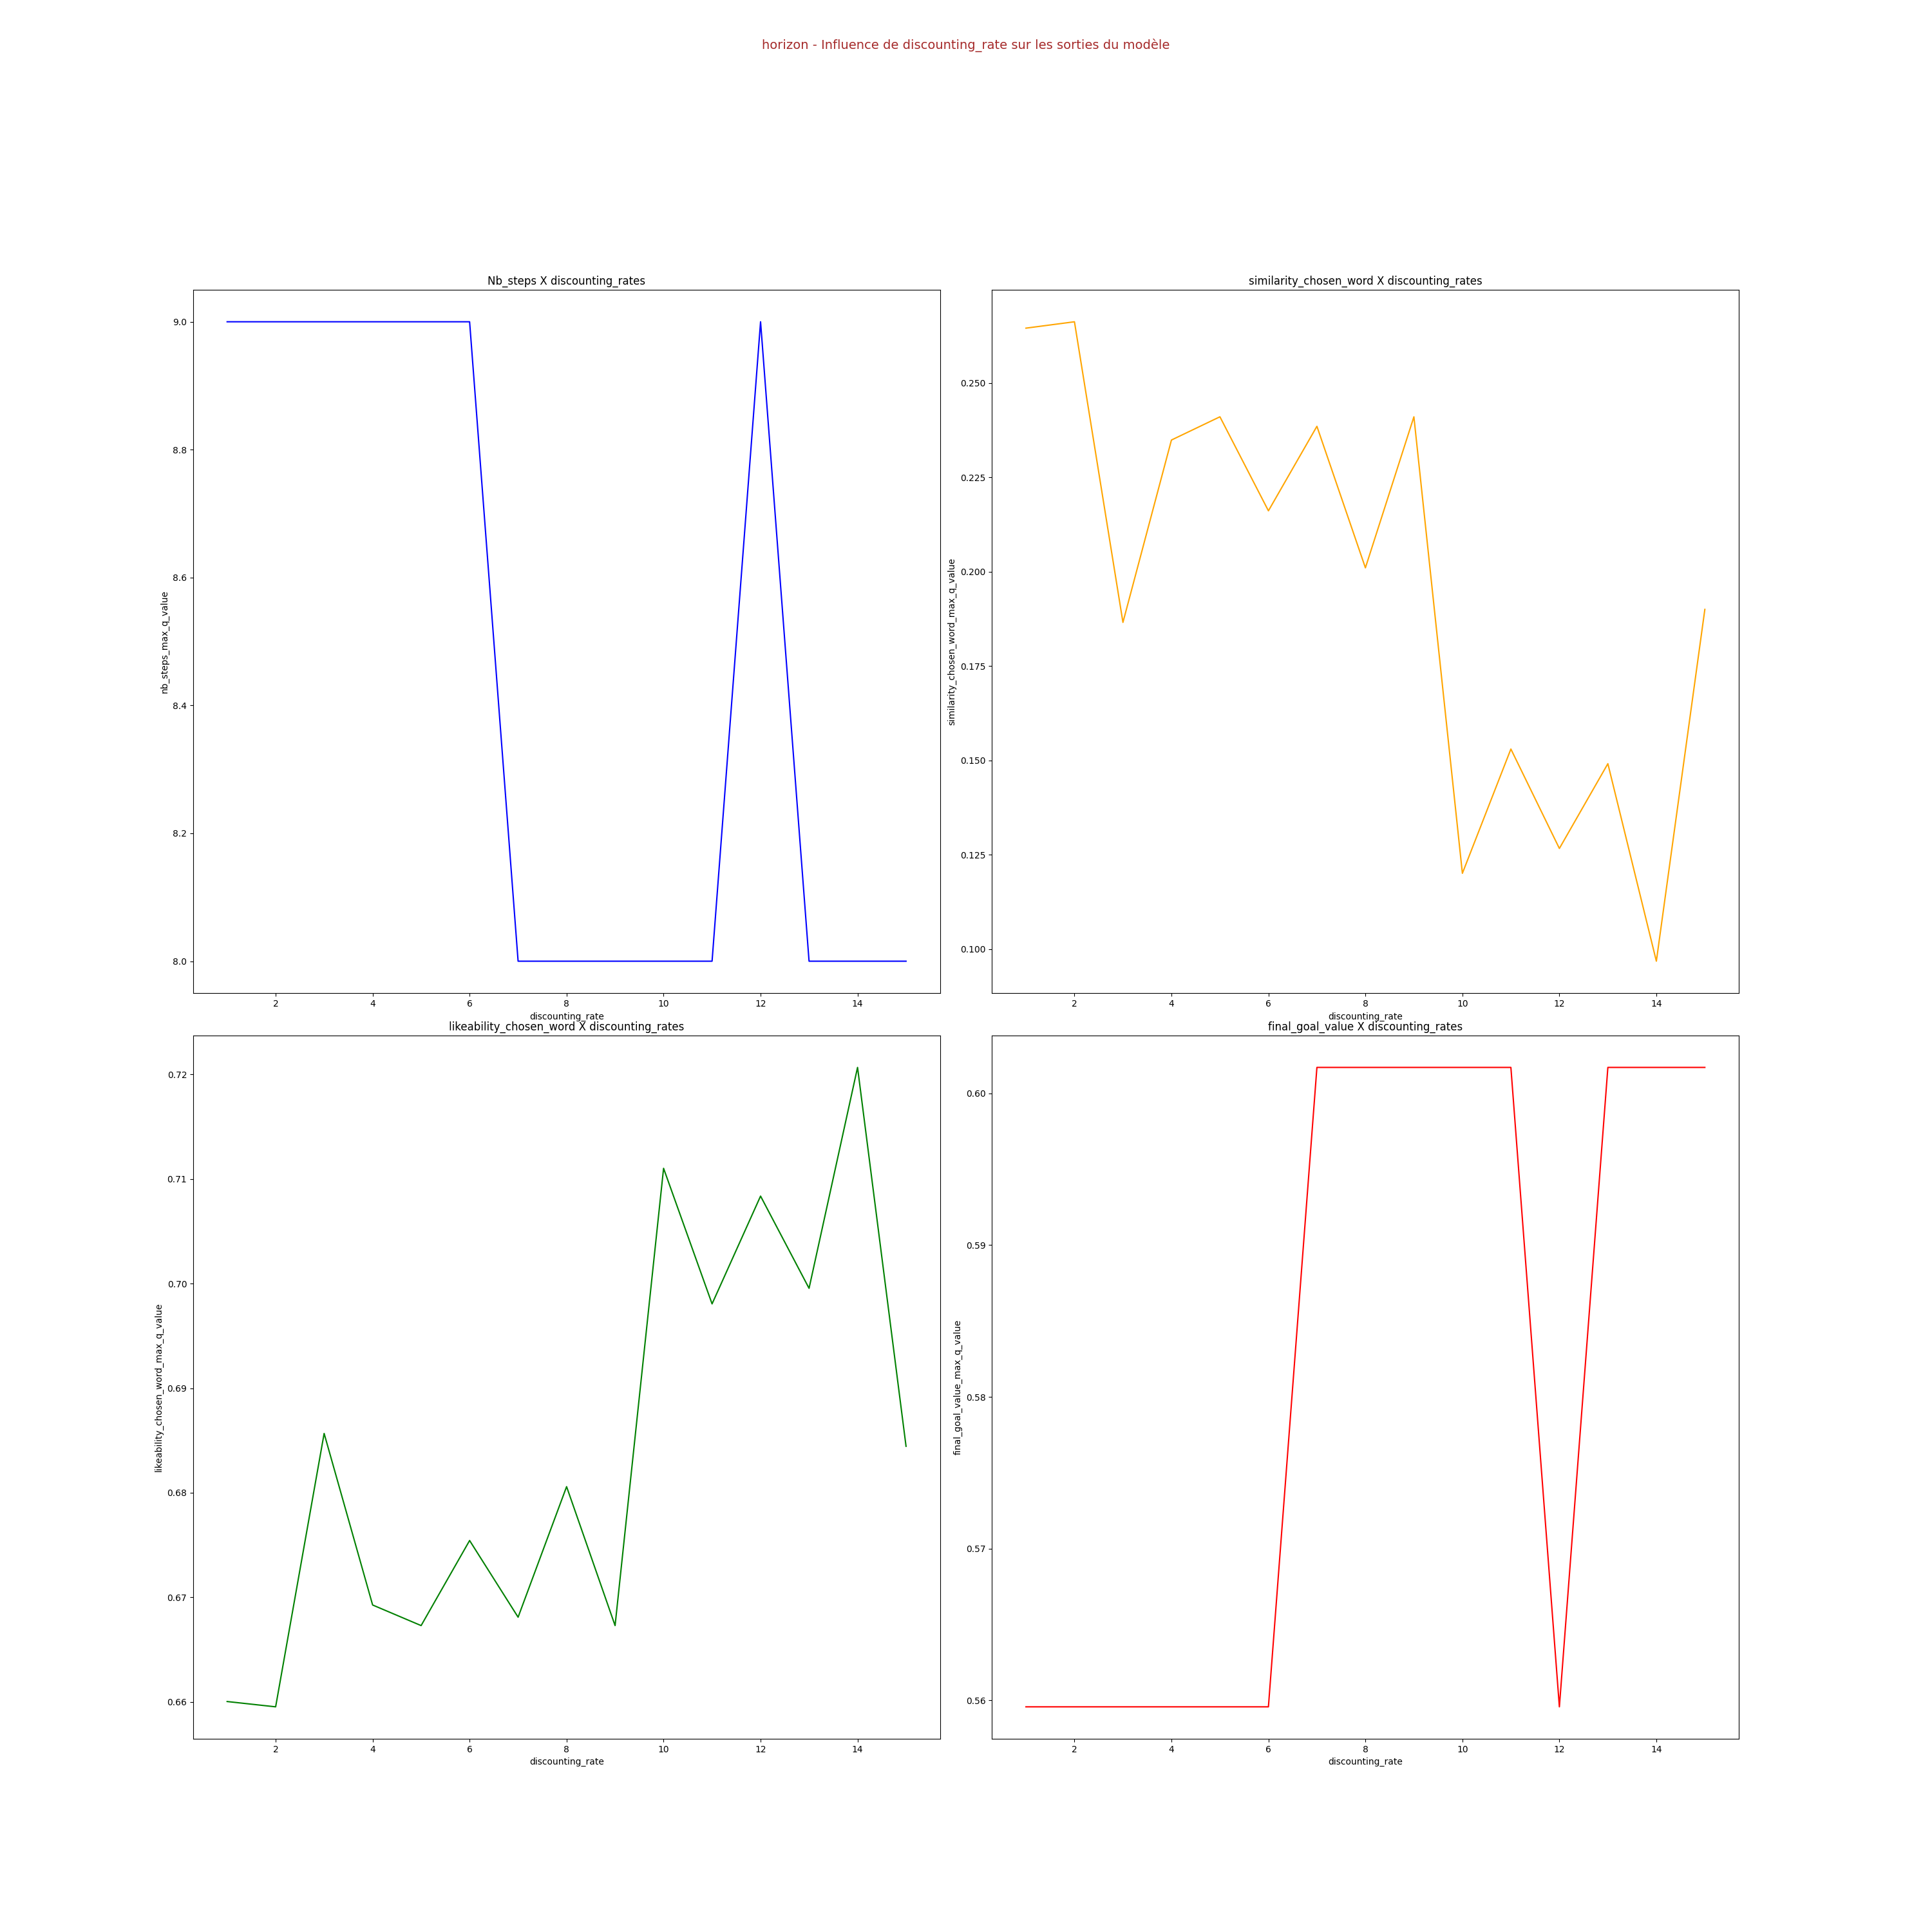 horizon - Influence de discounting_rate sur les sorties du modèle
Nb_steps X discounting_rates
nb_steps_max_q_value
9.0
8.8
8.6
8.4
8.2
8.0
2 4 6 8 10 12 14
discounting_rate
similarity_chosen_word X discounting_rates
similarity_chosen_word_max_q_value
0.250
0.225
0.200
0.175
0.150
0.125
0.100
2 4 6 8 10 12 14
discounting_rate
likeability_chosen_word X discounting_rates
likeability_chosen_word_max_q_value
0.72
0.71
0.70
0.69
0.68
0.67
0.66
2 4 6 8 10 12 14
discounting_rate
final_goal_value X discounting_rates
final_goal_value_max_q_value
0.60
0.59
0.58
0.57
0.56
2 4 6 8 10 12 14
discounting_rate